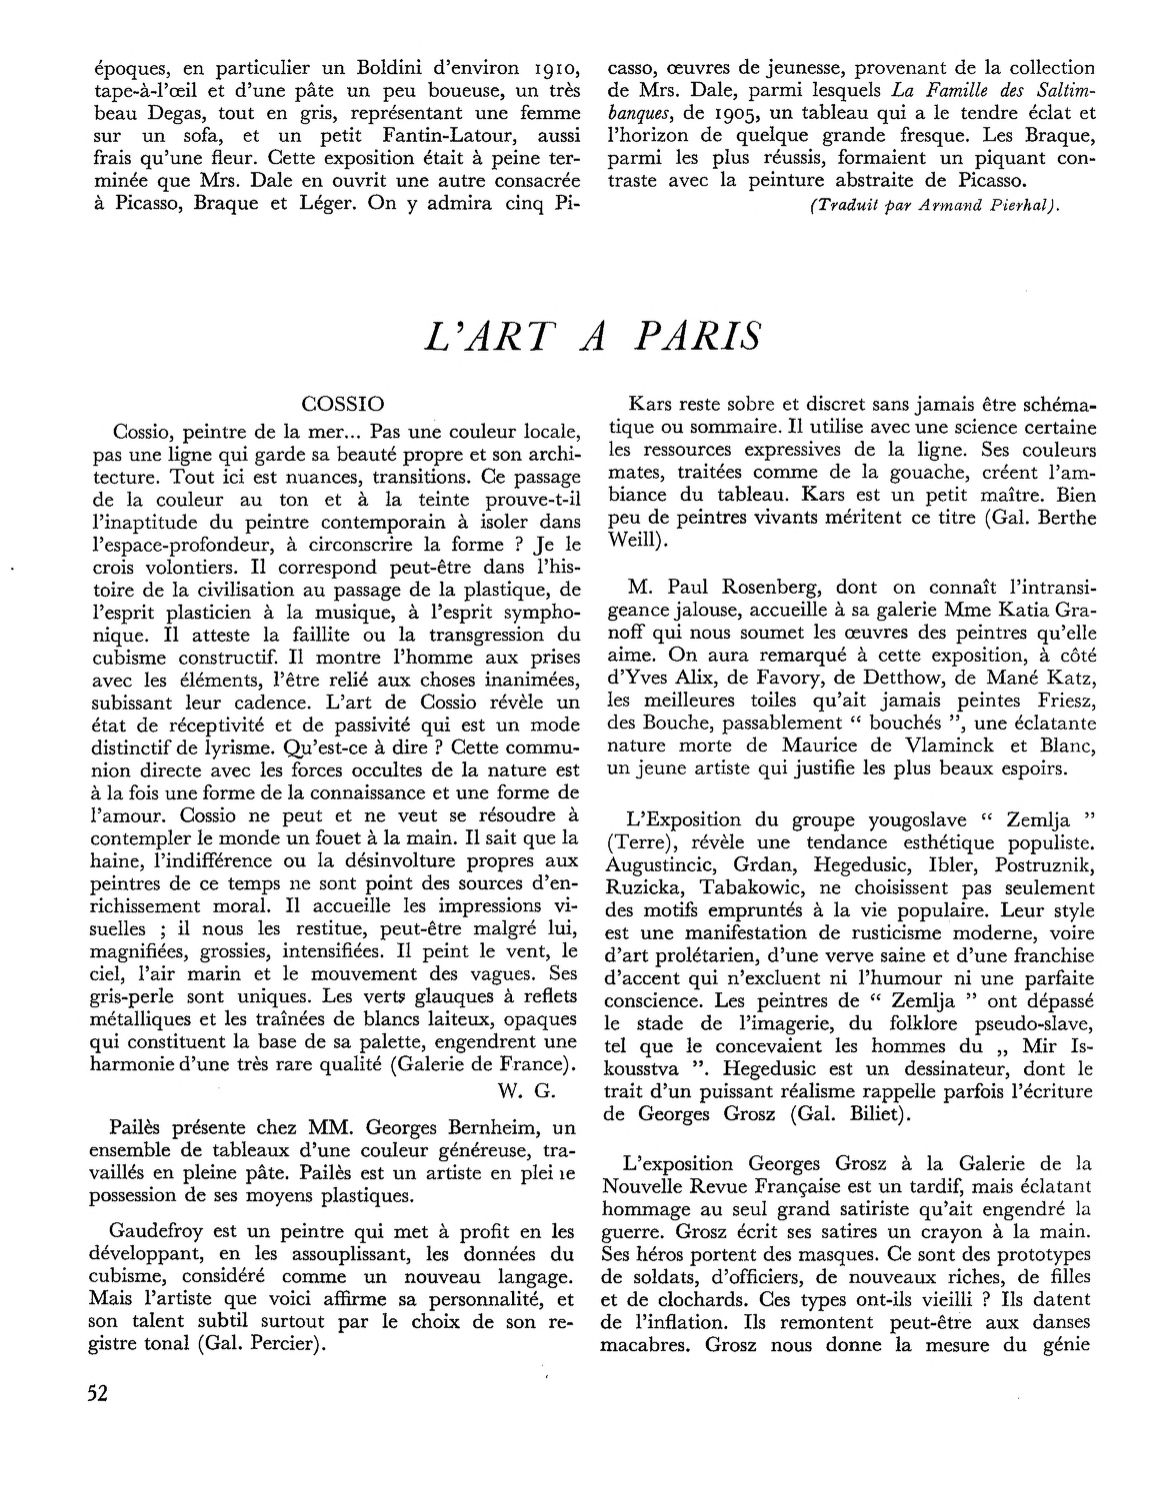 époques, en particulier un Boldini d'environ 1910,
tape-à-l'œil et d'une pâte un peu boueuse, un très
beau Degas, tout en gris, représentant une femme
sur un sofa, et un petit Fantin-Latour, aussi
frais qu'une fleur. Cette exposition était à peine ter-
minée que Mrs. Dale en ouvrit une autre consacrée
à Picasso, Braque et Léger. On y admira cinq Pi-
casso, œuvres de jeunesse, provenant de la collection
de Mrs. Dale, parmi lesquels La Famille des Saltim-
banques, de 1905, un tableau qui a le tendre éclat et
l'horizon de quelque grande fresque. Les Braque,
parmi les plus réussis, formaient un piquant con-
traste avec la peinture abstraite de Picasso.
(Traduit par Armand Pierhal).
L'ART A PARIS
COSSIO
Cossio, peintre de la mer... Pas une couleur locale,
pas une ligne qui garde sa beauté propre et son archi-
tecture. Tout ici est nuances, transitions. Ce passage
de la couleur au ton et à la teinte prouve-t-il
l'inaptitude du peintre contemporain à isoler dans
l'espace-profondeur, à circonscrire la forme ? Je le
crois volontiers. Il correspond peut-être dans l'his-
toire de la civilisation au passage de la plastique, de
l'esprit plasticien à la musique, à l'esprit sympho-
nique. Il atteste la faillite ou la transgression du
cubisme constructif. Il montre l'homme aux prises
avec les éléments, l'être relié aux choses inanimées,
subissant leur cadence. L'art de Cossio révèle un
état de réceptivité et de passivité qui est un mode
distinctif de lyrisme. Qu'est-ce à dire ? Cette commu-
nion directe avec les forces occultes de la nature est
à la fois une forme de la connaissance et une forme de
l'amour. Cossio ne peut et ne veut se résoudre à
contempler le monde un fouet à la main. Il sait que la
haine, l'indifférence ou la désinvolture propres aux
peintres de ce temps ne sont point des sources d'en-
richissement moral. Il accueille les impressions vi-
suelles ; il nous les restitue, peut-être malgré lui,
magnifiées, grossies, intensifiées. Il peint le vent, le
ciel, l'air marin et le mouvement des vagues. Ses
gris-perle sont uniques. Les verts glauques à reflets
métalliques et les traînées de blancs laiteux, opaques
qui constituent la base de sa palette, engendrent une
harmonie d'une très rare qualité (Galerie de France).
W. G.
Pailès présente chez MM. Georges Bernheim, un
ensemble de tableaux d'une couleur généreuse, tra-
vaillés en pleine pâte. Pailès est un artiste en pleine
possession de ses moyens plastiques.
Gaudefroy est un peintre qui met à profit en les
développant, en les assouplissant, les données du
cubisme, considéré comme un nouveau langage.
Mais l'artiste que voici affirme sa personnalité, et
son talent subtil surtout par le choix de son re-
gistre tonal (Gal. Percier).
Kars reste sobre et discret sans jamais être schéma-
tique ou sommaire. Il utilise avec une science certaine
les ressources expressives de la ligne. Ses couleurs
mates, traitées comme de la gouache, créent l'am-
biance du tableau. Kars est un petit maître. Bien
peu de peintres vivants méritent ce titre (Gal. Berthe
Weill).
M. Paul Rosenberg, dont on connaît l'intransi-
geance jalouse, accueille à sa galerie Mme Katia Gra-
noff qui nous soumet les œuvres des peintres qu'elle
aime. On aura remarqué à cette exposition, à côté
d'Yves Alix, de Favory, de Detthow, de Mané Katz,
les meilleures toiles qu'ait jamais peintes Friesz,
des Bouche, passablement “ bouchés ”, une éclatante
nature morte de Maurice de Vlaminck et Blanc,
un jeune artiste qui justifie les plus beaux espoirs.
L'Exposition du groupe yougoslave “ Zemlja ”
(Terre), révèle une tendance esthétique populiste.
Augustincic, Grdan, Hegedusic, Ibler, Postruznik,
Ruzicka, Tabakowic, ne choisissent pas seulement
des motifs empruntés à la vie populaire. Leur style
est une manifestation de rusticisme moderne, voire
d'art prolétarien, d'une verve saine et d'une franchise
d'accent qui n'excluent ni l'humour ni une parfaite
conscience. Les peintres de “ Zemlja ” ont dépassé
le stade de l'imagerie, du folklore pseudo-slave,
tel que le concevaient les hommes du „ Mir Is-
kousstva ”. Hegedusic est un dessinateur, dont le
trait d'un puissant réalisme rappelle parfois l'écriture
de Georges Grosz (Gal. Biliet).
L'exposition Georges Grosz à la Galerie de la
Nouvelle Revue Française est un tardif, mais éclatant
hommage au seul grand satiriste qu'ait engendré la
guerre. Grosz écrit ses satires un crayon à la main.
Ses héros portent des masques. Ce sont des prototypes
de soldats, d'officiers, de nouveaux riches, de filles
et de clochards. Ces types ont-ils vieilli ? Ils datent
de l'inflation. Ils remontent peut-être aux danses
macabres. Grosz nous donne la mesure du génie
52